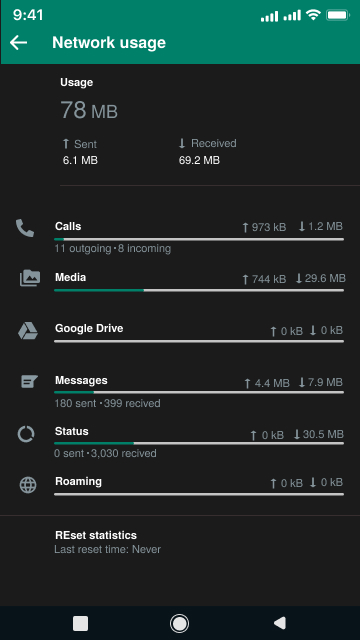 9:41
Network usage
Usage
78 MB
Sent
Received
6.1 MB
69.2 MB
Calls
973 kB
1.2 MB
11 outgoing · 8 incoming
Media
744 kB
29.6 MB
Google Drive
0 kB
0 kB
Messages
4.4 MB
7.9 MB
180 sent · 399 recived
Status
0 kB
30.5 MB
0 sent · 3,030 recived
Roaming
0 kB
0 kB
REset statistics
Last reset time: Never